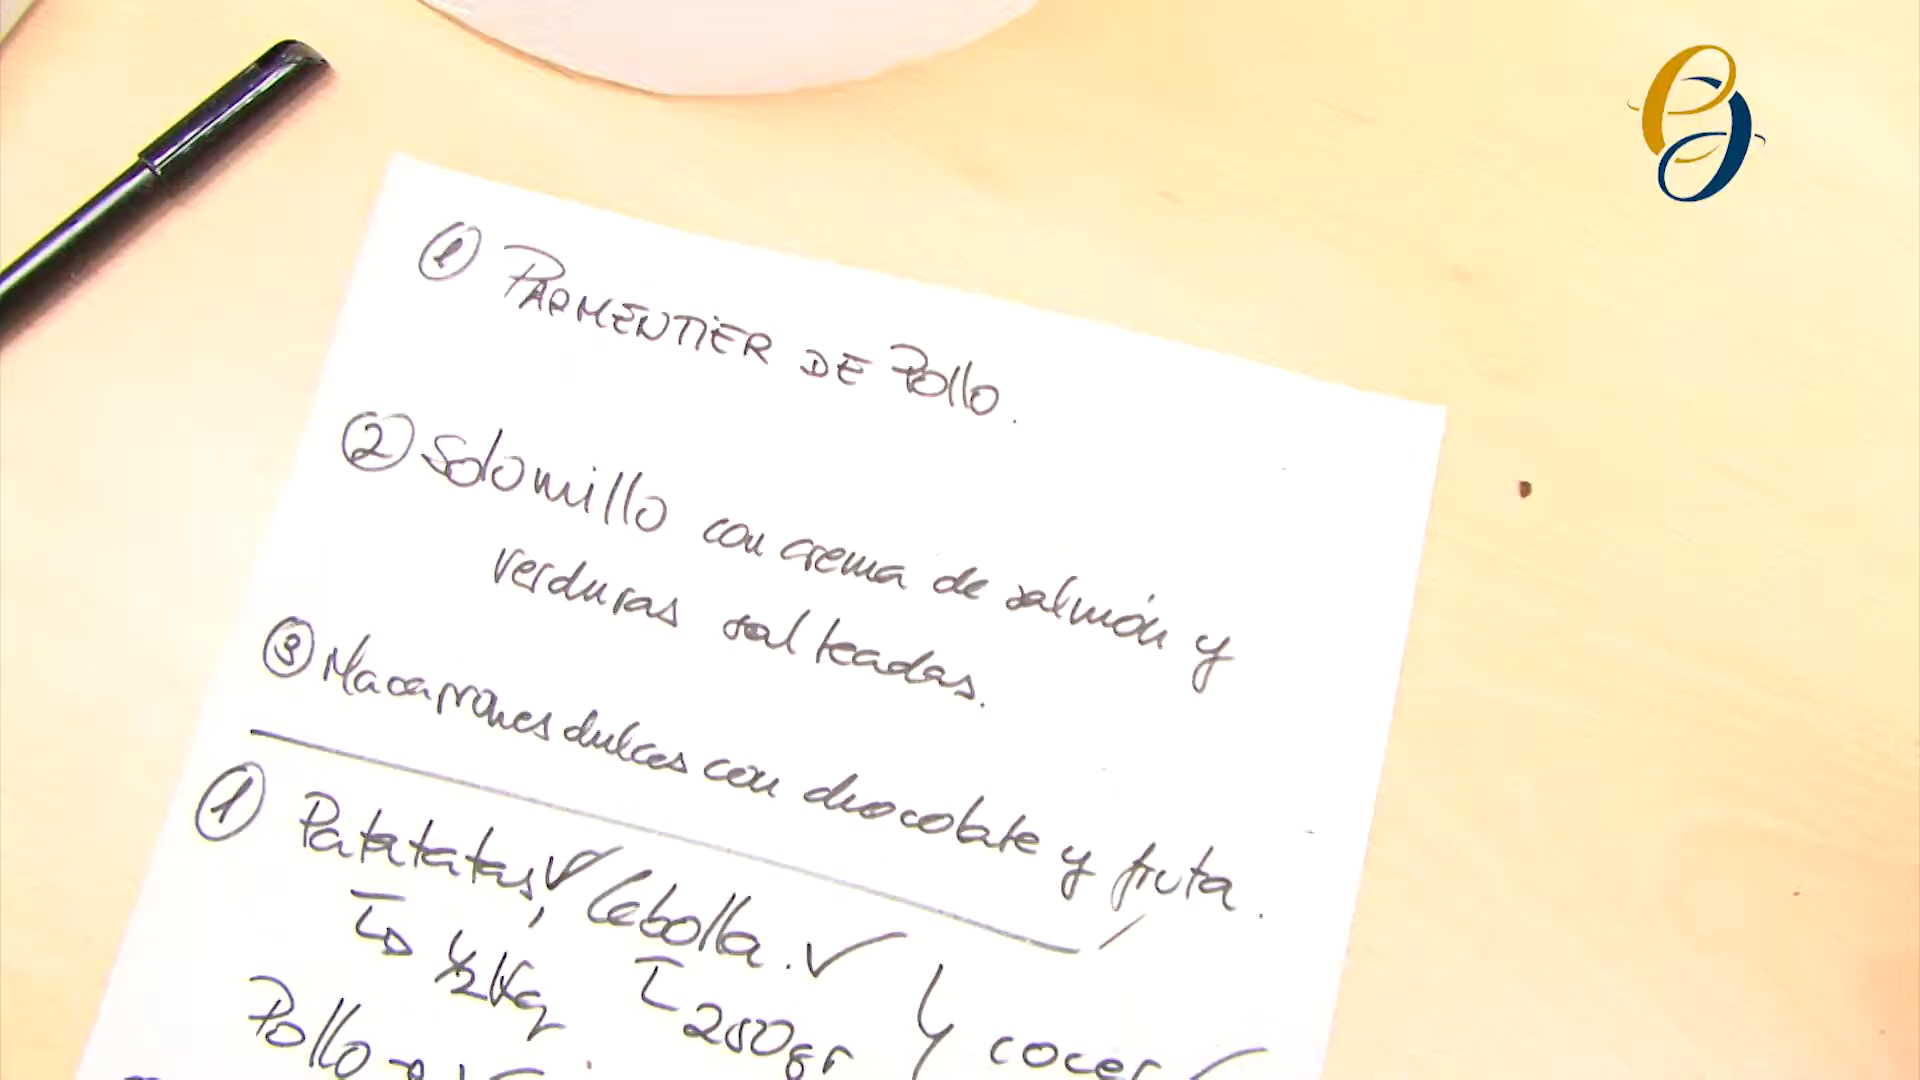 ① PARMENTIER DE Pollo.
② Solomillo con crema de salmón y
verduras salteadas.
③ Macarrones dulces con chocolate y fruta.
① Patatatas, ✓ Cebolla. ✓
½ Kg. 250gr cocer ✓
Pollo